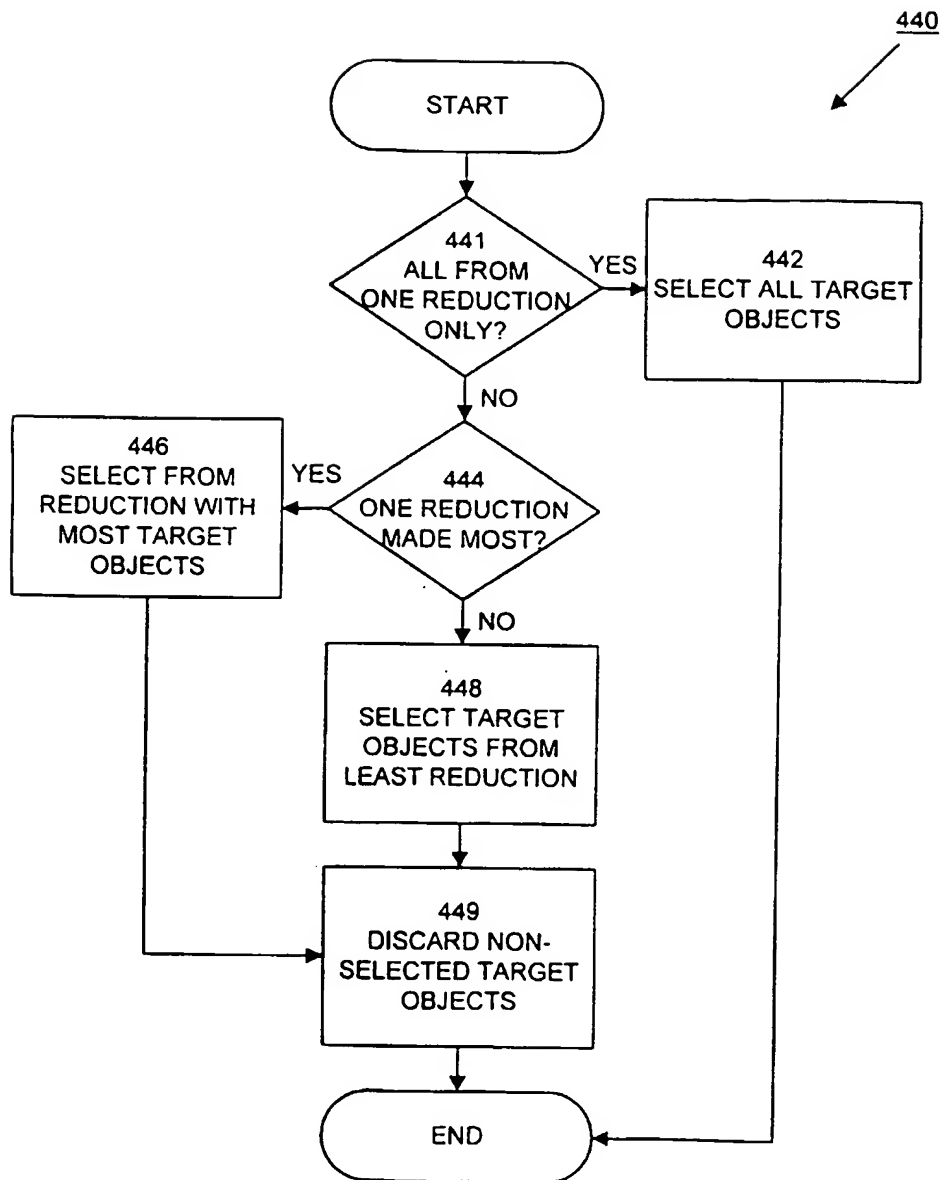 440
START
441
ALL FROM
ONE REDUCTION
ONLY?
YES
442
SELECT ALL TARGET
OBJECTS
NO
446
SELECT FROM
REDUCTION WITH
MOST TARGET
OBJECTS
YES
444
ONE REDUCTION
MADE MOST?
NO
448
SELECT TARGET
OBJECTS FROM
LEAST REDUCTION
449
DISCARD NON-
SELECTED TARGET
OBJECTS
END